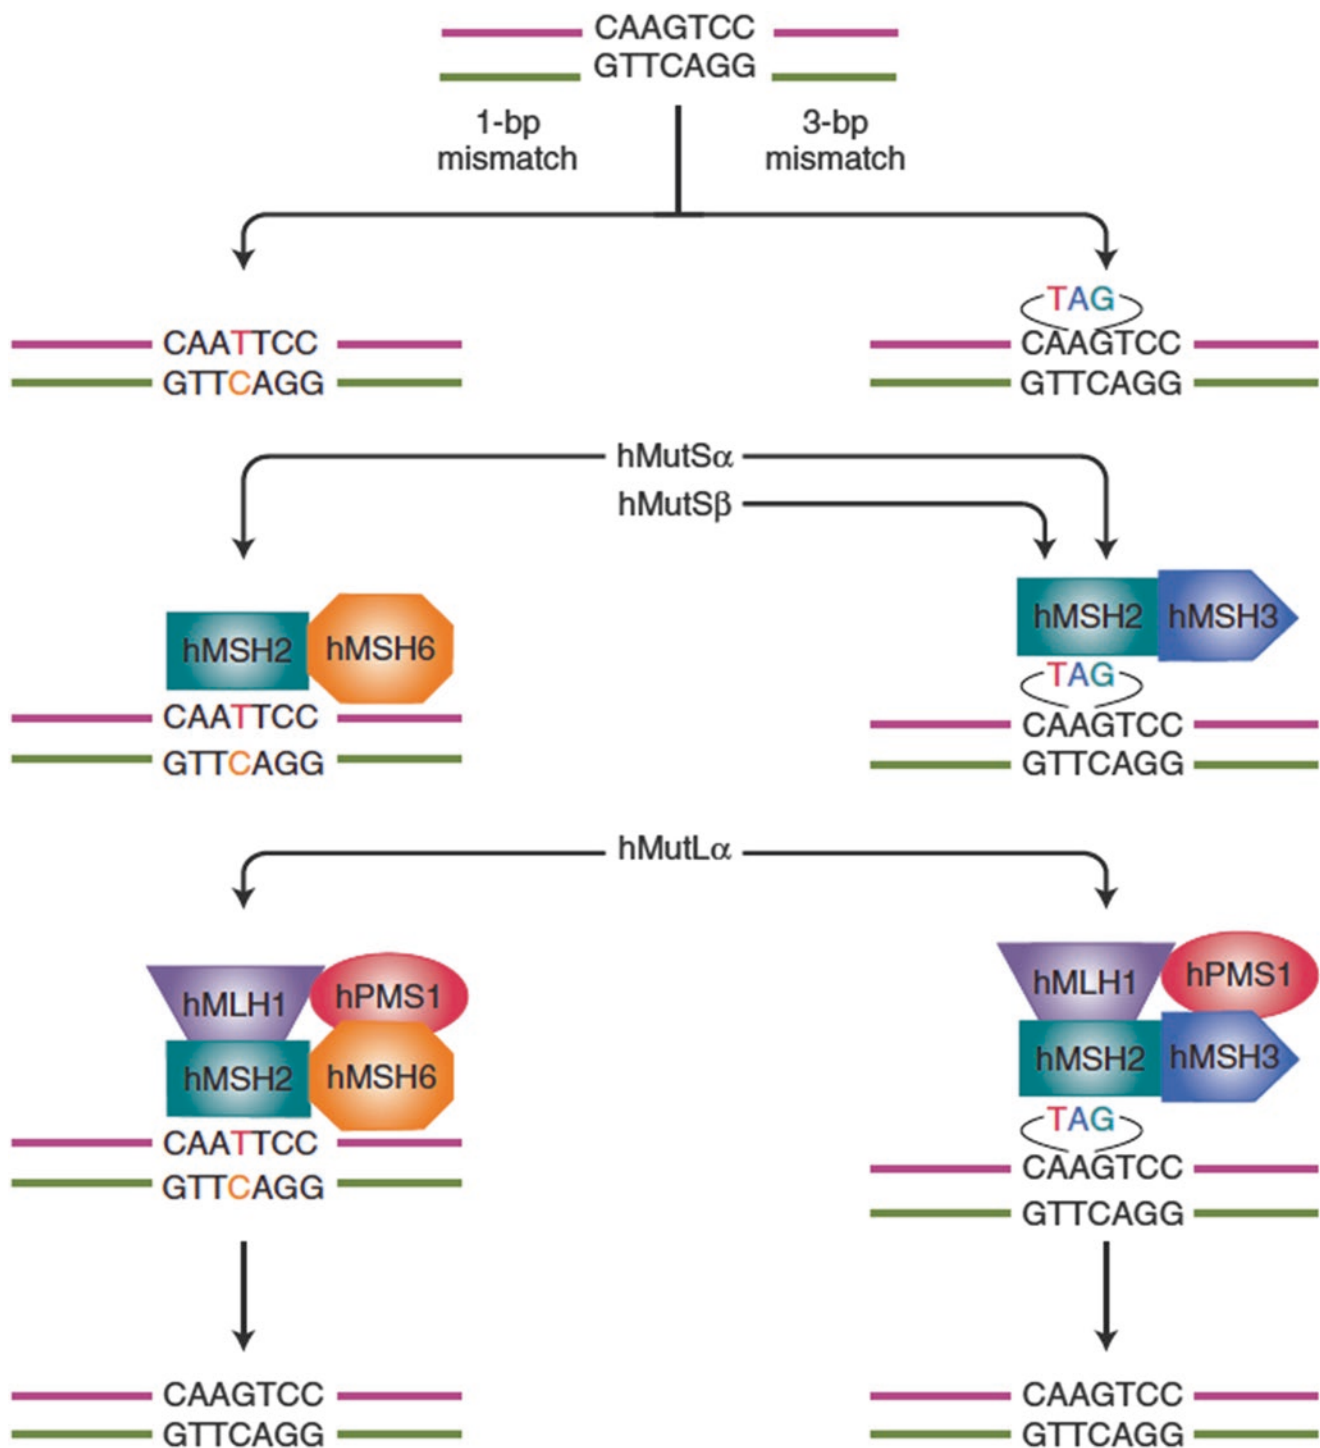 CAAGTCC
GTTCAGG
1-bp
mismatch
3-bp
mismatch
CAATTCC
GTTCAGG
TAG
CAAGTCC
GTTCAGG
hMutSα
hMutSβ
hMSH2
hMSH6
CAATTCC
GTTCAGG
hMSH2
hMSH3
TAG
CAAGTCC
GTTCAGG
hMutLα
hMLH1
hPMS1
hMSH2
hMSH6
CAATTCC
GTTCAGG
hMLH1
hPMS1
hMSH2
hMSH3
TAG
CAAGTCC
GTTCAGG
CAAGTCC
GTTCAGG
CAAGTCC
GTTCAGG